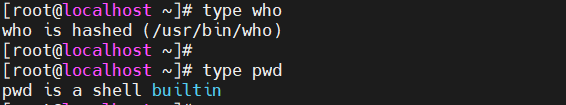 [root@localhost ~]# type who
who is hashed (/usr/bin/who)
[root@localhost ~]#
[root@localhost ~]# type pwd
pwd is a shell builtin